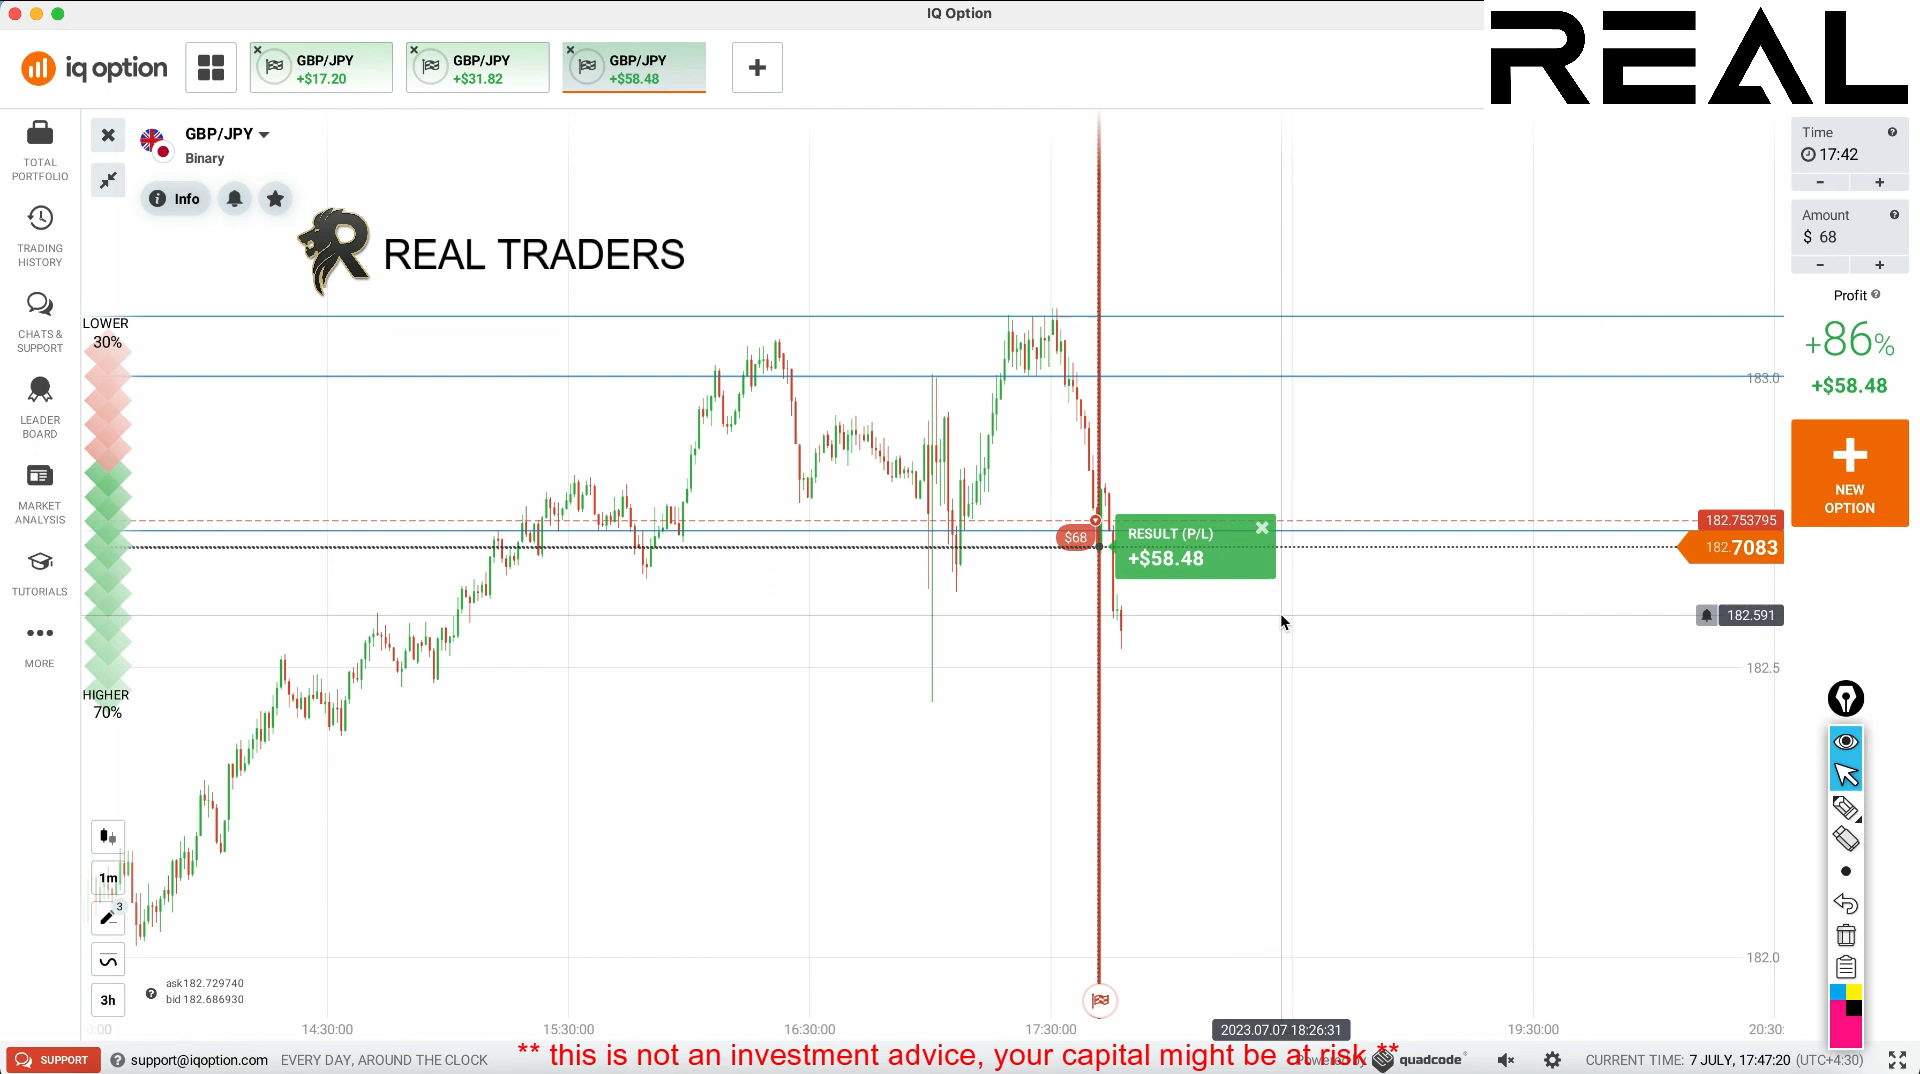 IQ Option
REAL
iq option
GBP/JPY
+$17.20
GBP/JPY
+$31.82
GBP/JPY
+$58.48
TOTAL
PORTFOLIO
TRADING
HISTORY
CHATS &
SUPPORT
LEADER
BOARD
MARKET
ANALYSIS
TUTORIALS
MORE
GBP/JPY
Binary
Info
R REAL TRADERS
LOWER
30%
HIGHER
70%
$68
RESULT (P/L)
+$58.48
183.0
182.753795
182.7083
182.591
182.5
182.0
Time
17:42
- +
Amount
$ 68
- +
Profit
+86%
+$58.48
NEW
OPTION
1m
3
3h
ask182.729740
bid 182.686930
0:00
14:30:00
15:30:00
16:30:00
17:30:00
2023.07.07 18:26:31
19:30:00
20:30:
SUPPORT
support@iqoption.com EVERY DAY, AROUND THE CLOCK
** this is not an investment advice, your capital might be at risk **
Powered by quadcode
CURRENT TIME: 7 JULY, 17:47:20 (UTC+4:30)